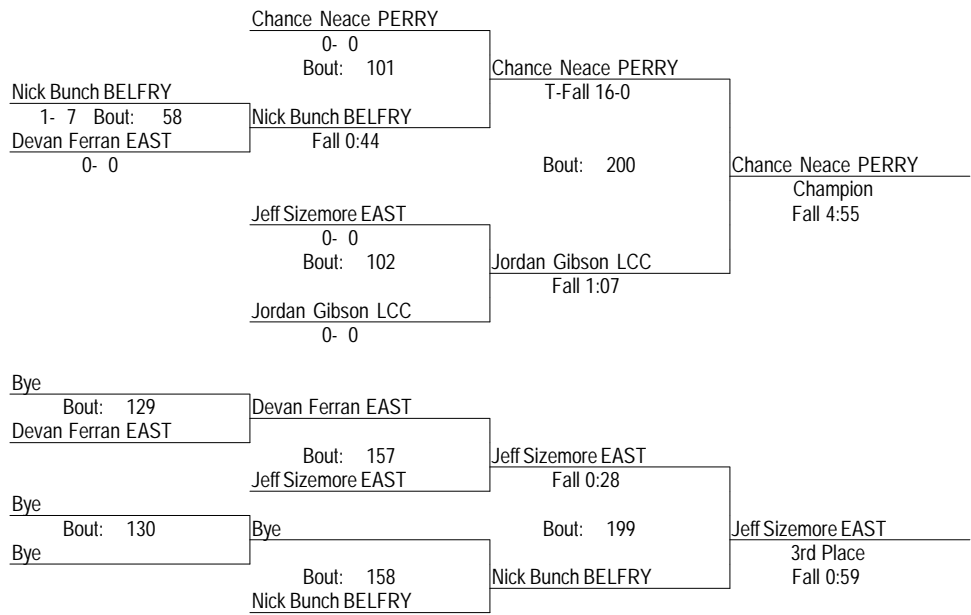 Chance Neace PERRY
0- 0
Bout: 101
Chance Neace PERRY
T-Fall 16-0
Nick Bunch BELFRY
1- 7 Bout: 58
Nick Bunch BELFRY
Fall 0:44
Devan Ferran EAST
0- 0
Bout: 200
Chance Neace PERRY
Champion
Fall 4:55
Jeff Sizemore EAST
0- 0
Bout: 102
Jordan Gibson LCC
Fall 1:07
Jordan Gibson LCC
0- 0
Bye
Bout: 129
Devan Ferran EAST
Devan Ferran EAST
Bout: 157
Jeff Sizemore EAST
Fall 0:28
Jeff Sizemore EAST
Bye
Bout: 130
Bye
Bye
Bout: 199
Jeff Sizemore EAST
3rd Place
Fall 0:59
Bout: 158
Nick Bunch BELFRY
Nick Bunch BELFRY